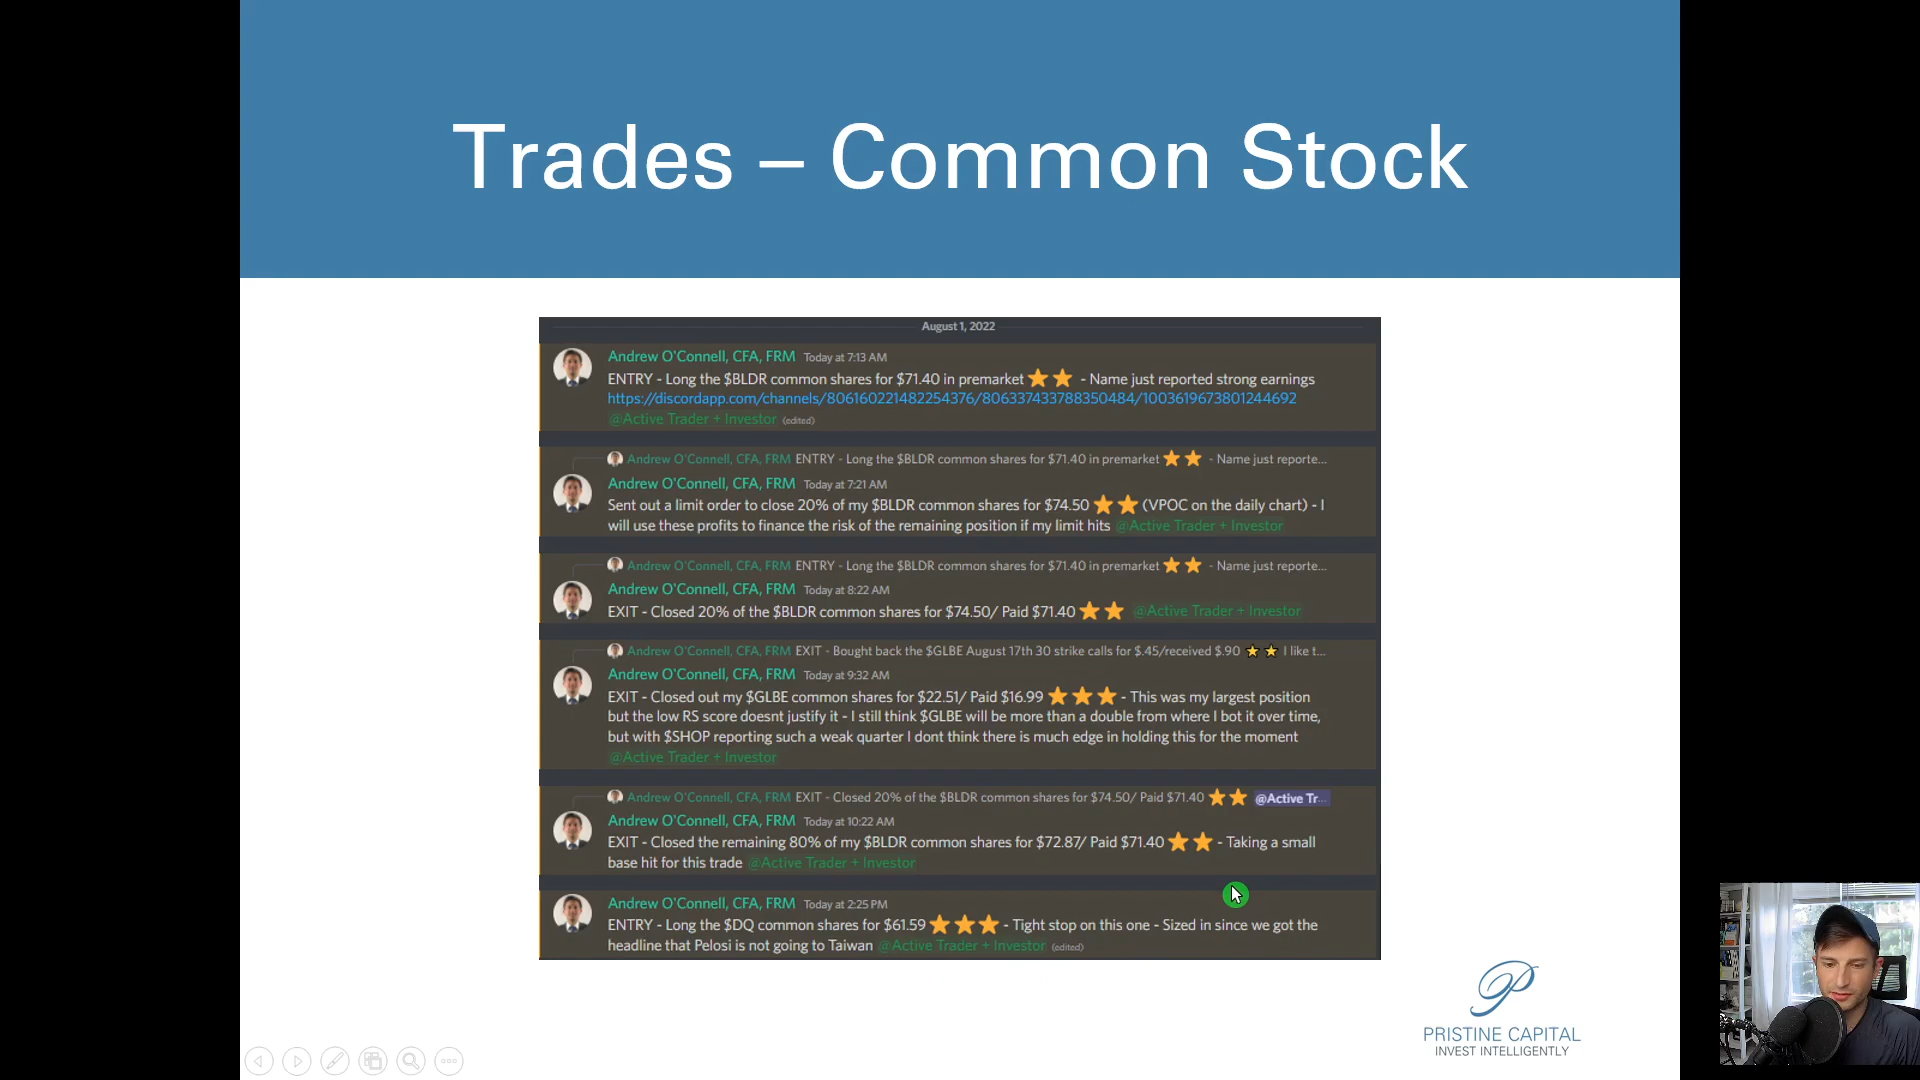 Trades – Common Stock
August 1, 2022
Andrew O'Connell, CFA, FRM Today at 7:13 AM
ENTRY - Long the $BLDR common shares for $71.40 in premarket ⭐⭐ - Name just reported strong earnings
https://discordapp.com/channels/806160221482254376/806337433788350484/1003619673801244692
@Active Trader + Investor (edited)
Andrew O'Connell, CFA, FRM ENTRY - Long the $BLDR common shares for $71.40 in premarket ⭐⭐ - Name just reporte...
Andrew O'Connell, CFA, FRM Today at 7:21 AM
Sent out a limit order to close 20% of my $BLDR common shares for $74.50 ⭐⭐ (VPOC on the daily chart) - I
will use these profits to finance the risk of the remaining position if my limit hits @Active Trader + Investor
Andrew O'Connell, CFA, FRM ENTRY - Long the $BLDR common shares for $71.40 in premarket ⭐⭐ - Name just reporte...
Andrew O'Connell, CFA, FRM Today at 8:22 AM
EXIT - Closed 20% of the $BLDR common shares for $74.50/ Paid $71.40 ⭐⭐ @Active Trader + Investor
Andrew O'Connell, CFA, FRM EXIT - Bought back the $GLBE August 17th 30 strike calls for $.45/received $.90 ⭐⭐ I like t...
Andrew O'Connell, CFA, FRM Today at 9:32 AM
EXIT - Closed out my $GLBE common shares for $22.51/ Paid $16.99 ⭐⭐⭐ - This was my largest position
but the low RS score doesnt justify it - I still think $GLBE will be more than a double from where I bot it over time,
but with $SHOP reporting such a weak quarter I dont think there is much edge in holding this for the moment
@Active Trader + Investor
Andrew O'Connell, CFA, FRM EXIT - Closed 20% of the $BLDR common shares for $74.50/ Paid $71.40 ⭐⭐ @Active Tr...
Andrew O'Connell, CFA, FRM Today at 10:22 AM
EXIT - Closed the remaining 80% of my $BLDR common shares for $72.87/ Paid $71.40 ⭐⭐ - Taking a small
base hit for this trade @Active Trader + Investor
Andrew O'Connell, CFA, FRM Today at 2:25 PM
ENTRY - Long the $DQ common shares for $61.59 ⭐⭐⭐ - Tight stop on this one - Sized in since we got the
headline that Pelosi is not going to Taiwan @Active Trader + Investor (edited)
PRISTINE CAPITAL
INVEST INTELLIGENTLY